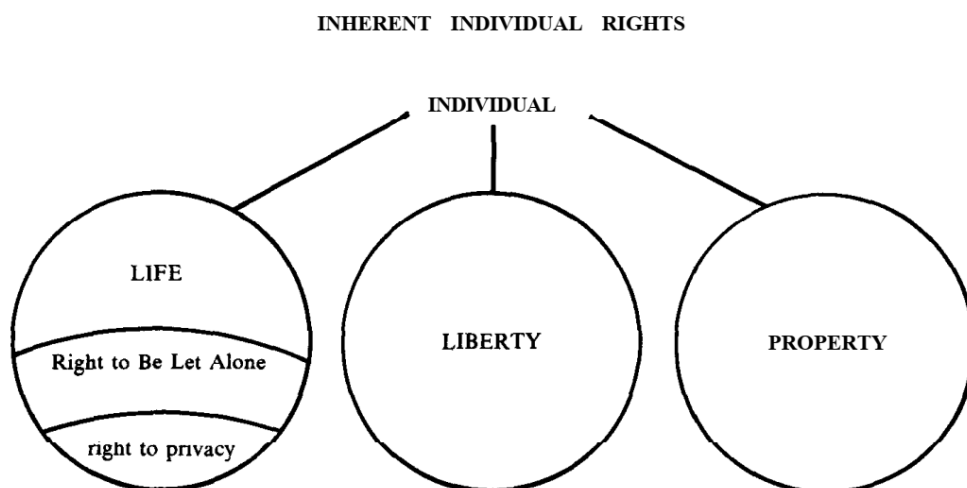 INHERENT INDIVIDUAL RIGHTS
INDIVIDUAL
LIFE
Right to Be Let Alone
right to privacy
LIBERTY
PROPERTY